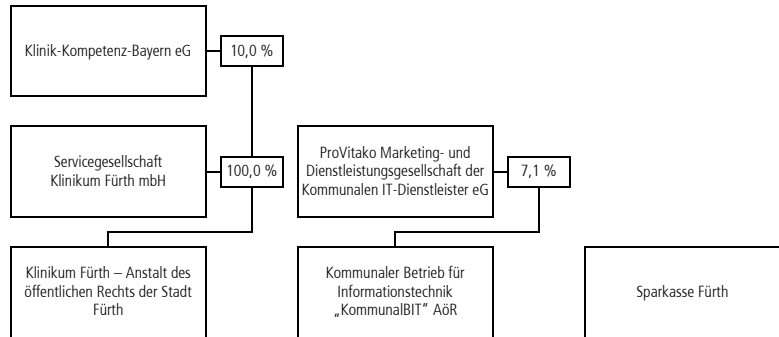 Klinik-Kompetenz-Bayern eG
10,0 %
Servicegesellschaft
Klinikum Fürth mbH
100,0 %
ProVitako Marketing- und
Dienstleistungsgesellschaft der
Kommunalen IT-Dienstleister eG
7,1 %
Klinikum Fürth – Anstalt des
öffentlichen Rechts der Stadt
Fürth
Kommunaler Betrieb für
Informationstechnik
„KommunalBIT” AöR
Sparkasse Fürth